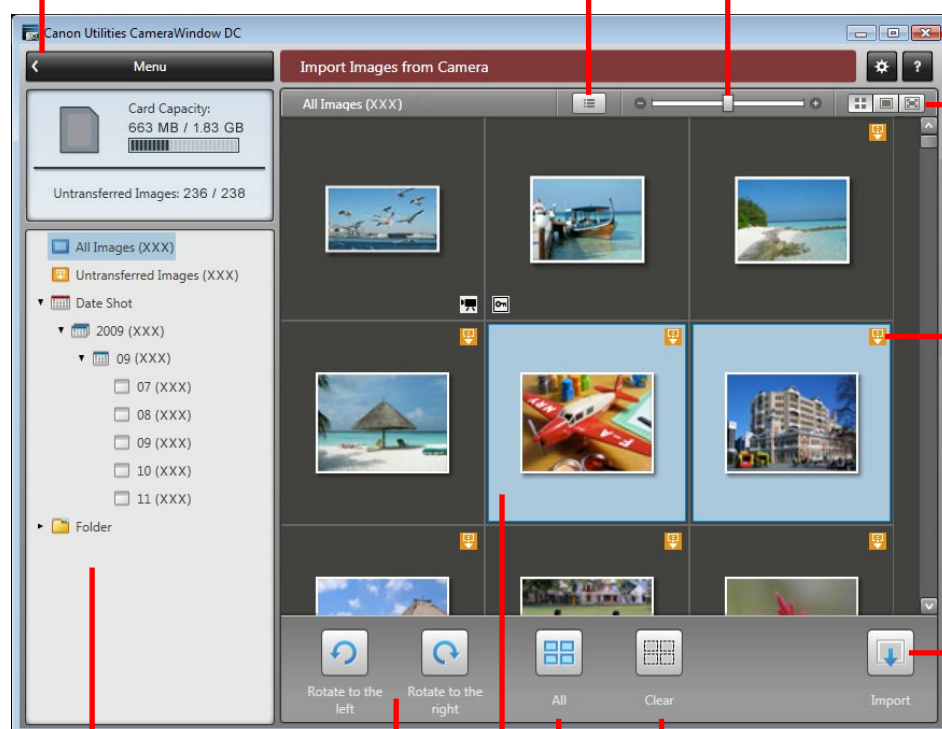 Canon Utilities CameraWindow DC
Menu
Import Images from Camera
?
Card Capacity:
663 MB / 1.83 GB
Untransferred Images: 236 / 238
All Images (XXX)
All Images (XXX)
Untransferred Images (XXX)
Date Shot
2009 (XXX)
09 (XXX)
07 (XXX)
08 (XXX)
09 (XXX)
10 (XXX)
11 (XXX)
Folder
Rotate to the
left
Rotate to the
right
All
Clear
Import